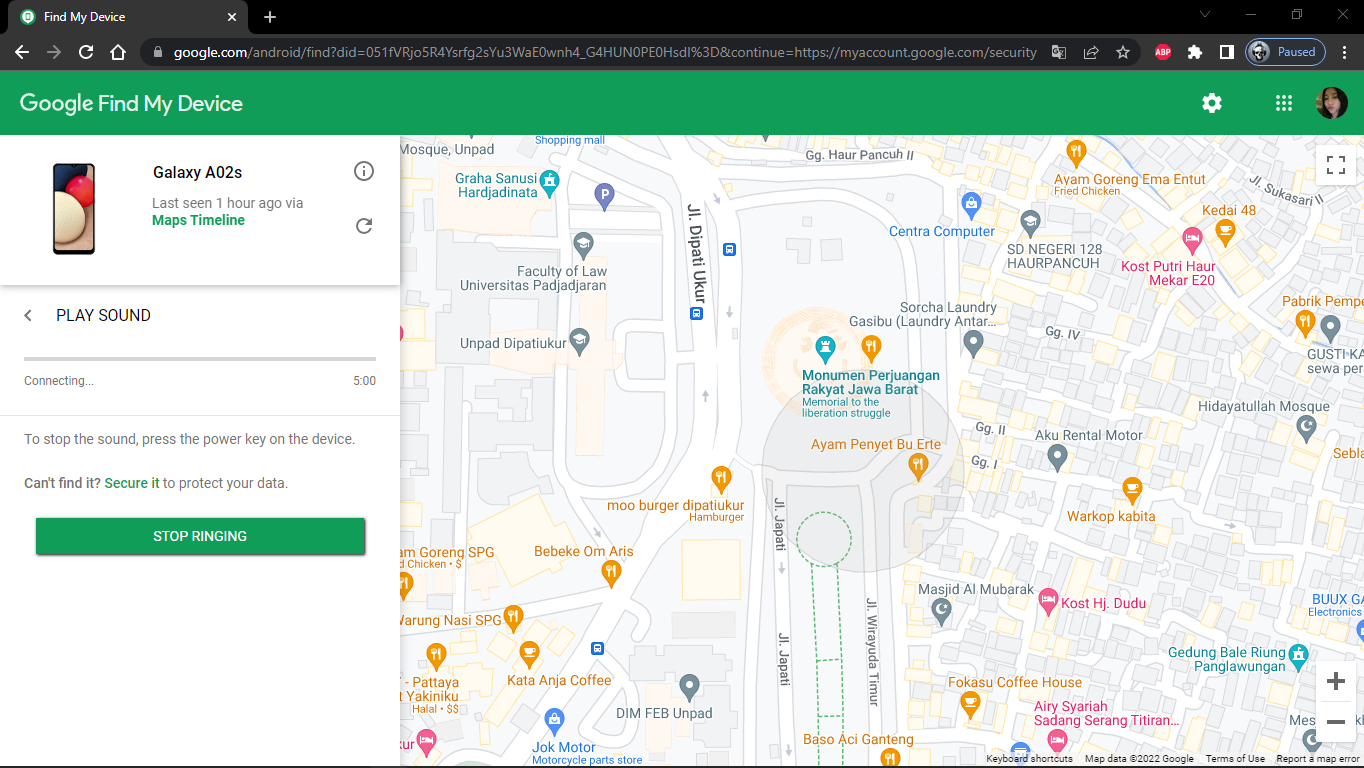 Find My Device
google.com/android/find?did=051fVRjo5R4Ysrfg2sYu3WaE0wnh4_G4HUN0PE0HsdI%3D&continue=https://myaccount.google.com/security
ABP
Paused
Google Find My Device
Galaxy A02s
Last seen 1 hour ago via
Maps Timeline
PLAY SOUND
Connecting...
5:00
To stop the sound, press the power key on the device.
Can't find it? Secure it to protect your data.
STOP RINGING
Shopping mall
Mosque, Unpad
Gg. Haur Pancuh II
Graha Sanusi
Hardjadinata
P
Ayam Goreng Ema Entut
Fried Chicken
Jl. Sukasari II
Jl. Dipati Ukur
Centra Computer
Kedai 48
SD NEGERI 128
HAURPANCUH
Kost Putri Haur
Mekar E20
Faculty of Law
Universitas Padjadjaran
Sorcha Laundry
Gasibu (Laundry Antar...
Pabrik Pempe
Gg. IV
Unpad Dipatiukur
GUSTI KA
sewa per
Monumen Perjuangan
Rakyat Jawa Barat
Memorial to the
liberation struggle
Hidayatullah Mosque
Gg. II
Aku Rental Motor
Ayam Penyet Bu Erte
Gg. I
Sebla
moo burger dipatiukur
Hamburger
Jl. Japati
Warkop kabita
am Goreng SPG
d Chicken • $
Bebeke Om Aris
Masjid Al Mubarak
Kost Hj. Dudu
BUUX GA
Electronics
Warung Nasi SPG
Jl. Japati
Jl. Wirayuda Timur
Gedung Bale Riung
Panglawungan
- Pattaya
t Yakiniku
Halal • $$
Kata Anja Coffee
Fokasu Coffee House
DIM FEB Unpad
Airy Syariah
Sadang Serang Titiran...
Mes
kur
Jok Motor
Motorcycle parts store
Baso Aci Ganteng
Keyboard shortcuts
Map data ©2022 Google
Terms of Use
Report a map error